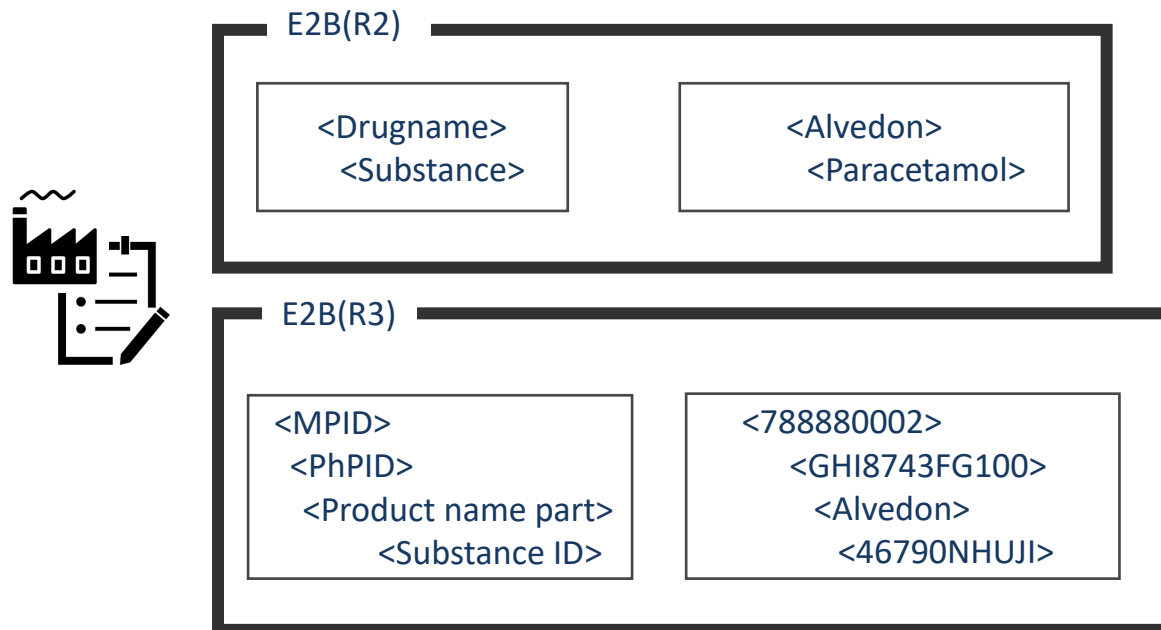 E2B(R2)
<Drugname>
<Substance>
<Alvedon>
<Paracetamol>
E2B(R3)
<MPID>
<PhPID>
<Product name part>
<Substance ID>
<788880002>
<GHI8743FG100>
<Alvedon>
<46790NHUJI>